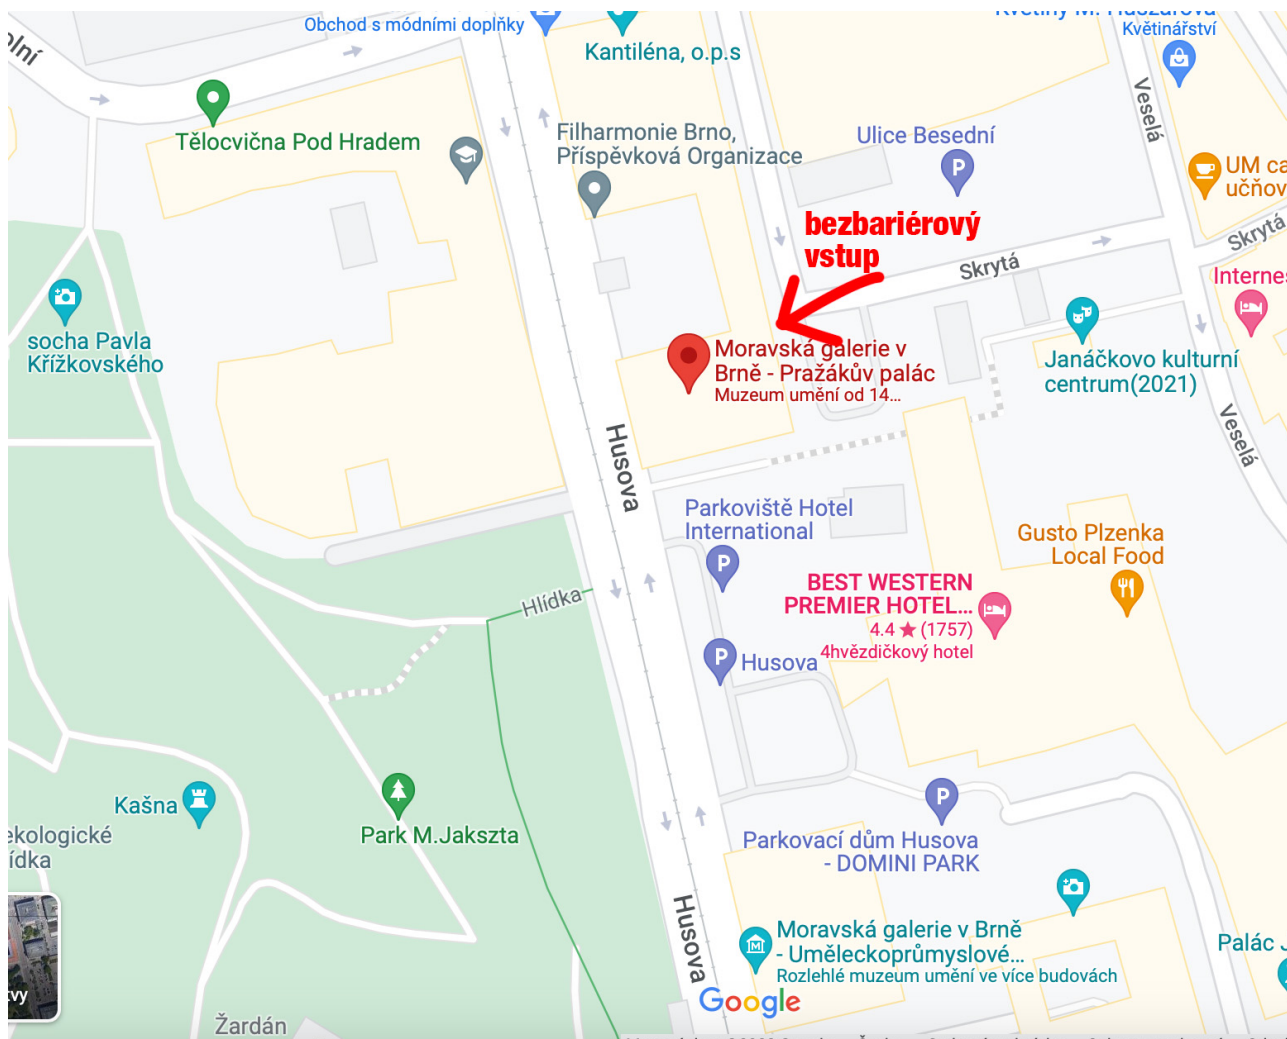 Obchod s módními doplňky
Kantiléna, o.p.s
Květinářství
Tělocvična Pod Hradem
Filharmonie Brno,
Příspěvková Organizace
Ulice Besední
Veselá
UM
bezbariérový
vstup
Skrytá
Skrytá
socha Pavla
Křížkovského
Moravská galerie v
Brně - Pražákův palác
Muzeum umění od 14...
Janáčkovo kulturní
centrum(2021)
Veselá
Husova
Parkoviště Hotel
International
Gusto Plzenka
Local Food
BEST WESTERN
PREMIER HOTEL...
4.4 ★ (1757)
4hvězdičkový hotel
Hlídka
Husova
Kašna
Park M.Jakszta
Parkovací dům Husova
- DOMINI PARK
Husova
Moravská galerie v Brně
- Uměleckoprůmyslové...
Rozlehlé muzeum umění ve více budovách
Palác
Google
Žardán